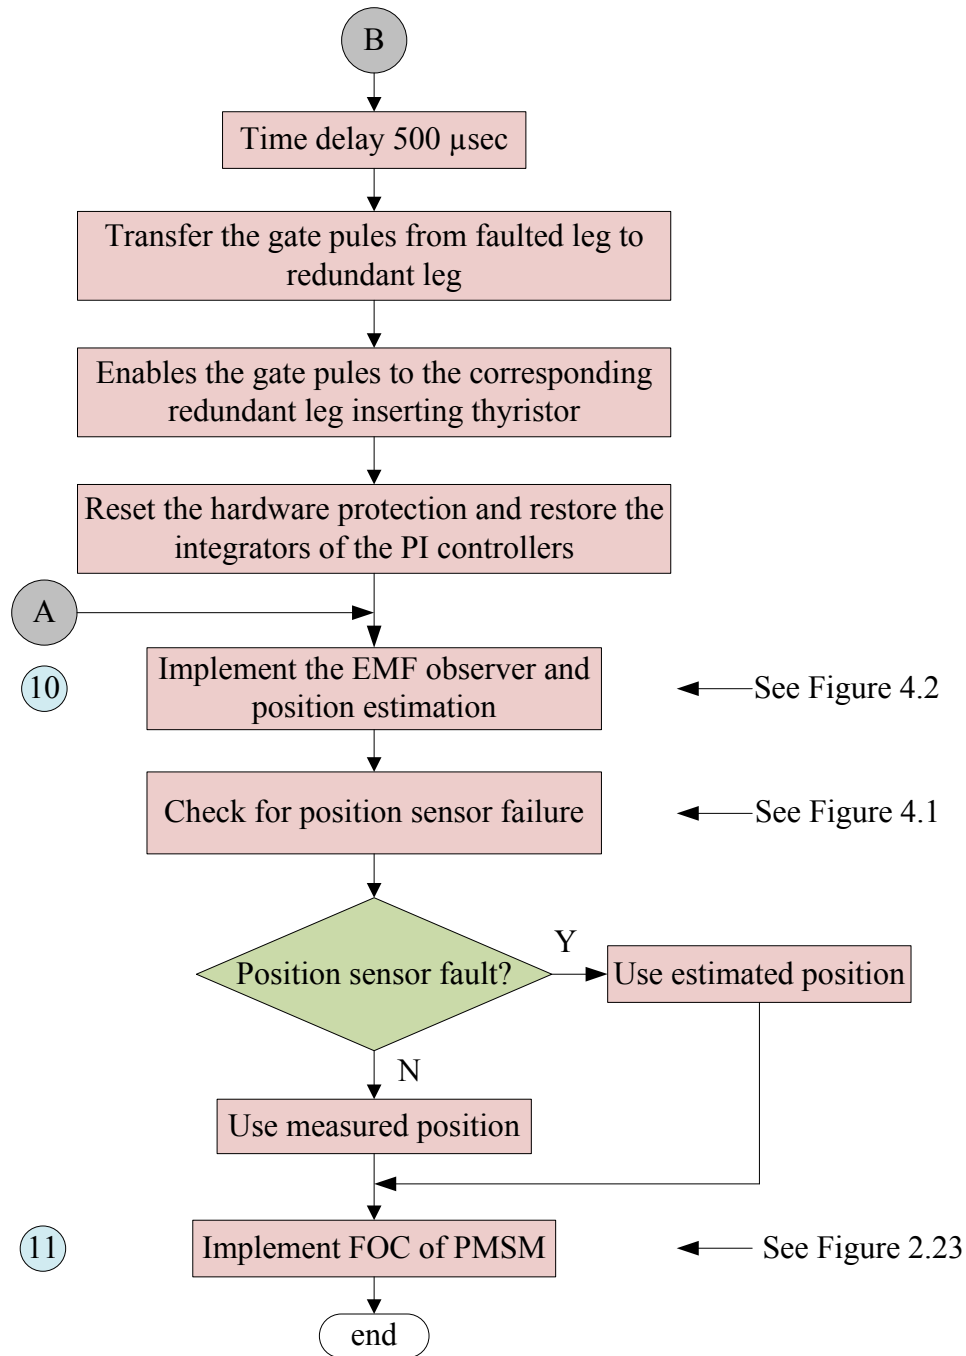 B
Time delay 500 µsec
Transfer the gate pules from faulted leg to
redundant leg
Enables the gate pules to the corresponding
redundant leg inserting thyristor
Reset the hardware protection and restore the
integrators of the PI controllers
A
10
Implement the EMF observer and
position estimation
See Figure 4.2
Check for position sensor failure
See Figure 4.1
Position sensor fault?
Y
Use estimated position
N
Use measured position
11
Implement FOC of PMSM
See Figure 2.23
end